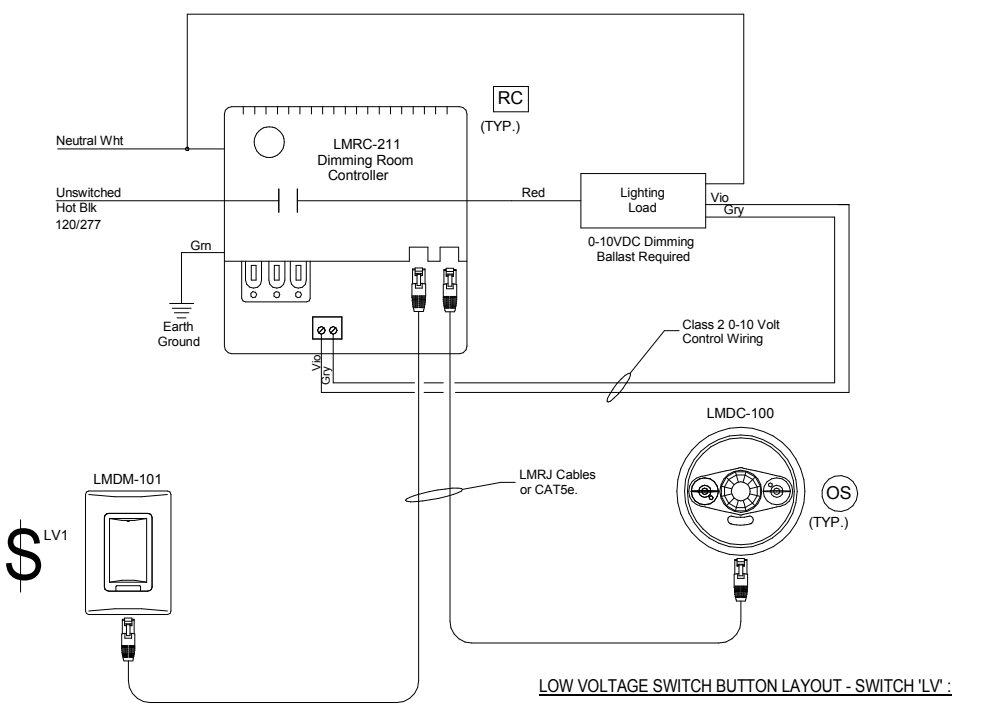 RC
(TYP.)
Neutral Wht
LMRC-211
Dimming Room
Controller
Unswitched
Hot Blk
120/277
Red
Lighting
Load
Vio
Gry
0-10VDC Dimming
Ballast Required
Grn
Earth
Ground
Vio
Gry
Class 2 0-10 Volt
Control Wiring
LMDC-100
LMDM-101
LMRJ Cables
or CAT5e.
OS
(TYP.)
$
LV1
LOW VOLTAGE SWITCH BUTTON LAYOUT - SWITCH 'LV' :